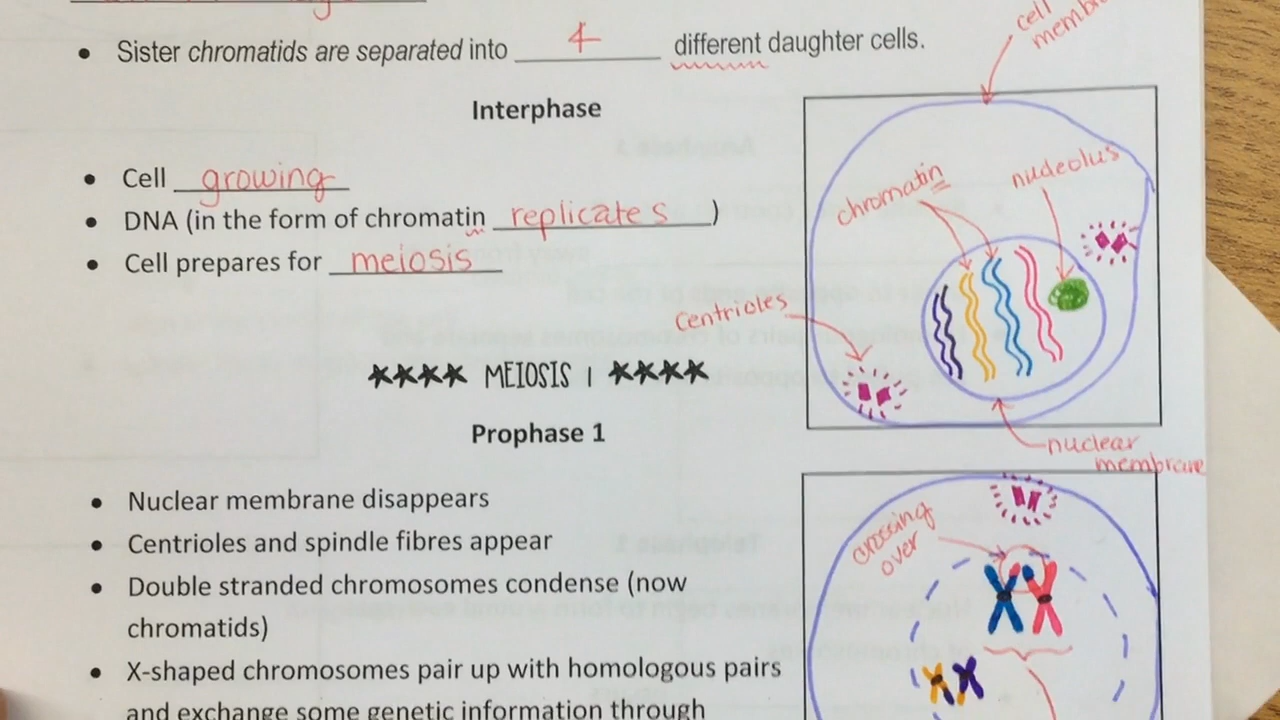 cell
• Sister chromatids are separated into 4 different daughter cells.
Interphase
• Cell growing
• DNA (in the form of chromatin replicates)
• Cell prepares for meiosis
chromatin
nucleolus
centrioles
nuclear
membrane
**** MEIOSIS ****
Prophase 1
• Nuclear membrane disappears
• Centrioles and spindle fibres appear
• Double stranded chromosomes condense (now
chromatids)
• X-shaped chromosomes pair up with homologous pairs
and exchange some genetic information through
crossing
over